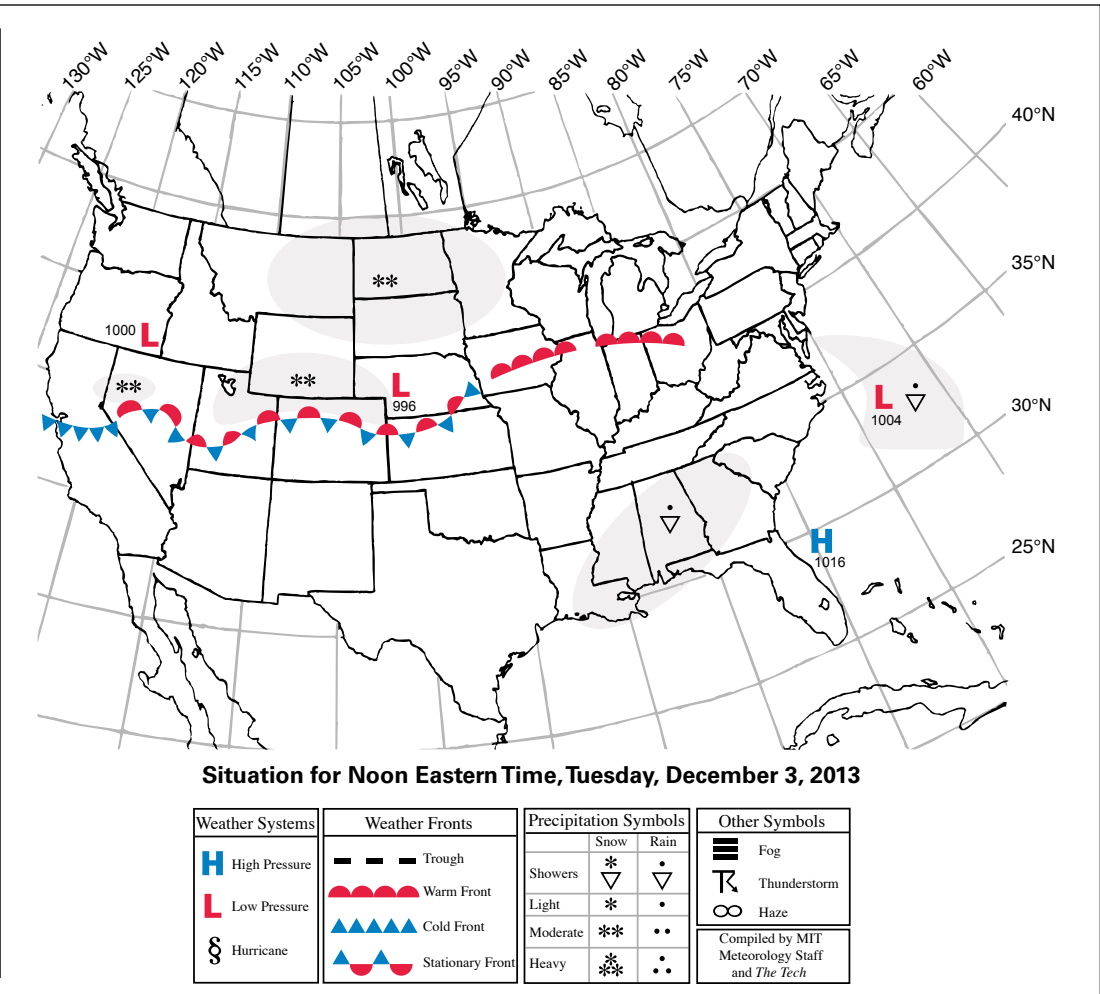 130°W 125°W 120°W 115°W 110°W 105°W 100°W 95°W 90°W 85°W 80°W 75°W 70°W 65°W 60°W
40°N
35°N
30°N
25°N
1000 L
**
**
**
L
996
L
1004
H
1016
Situation for Noon Eastern Time, Tuesday, December 3, 2013
Weather Systems
H High Pressure
L Low Pressure
Hurricane
Weather Fronts
Trough
Warm Front
Cold Front
Stationary Front
Precipitation Symbols
Snow Rain
Showers
Light
Moderate
Heavy
Other Symbols
Fog
Thunderstorm
Haze
Compiled by MIT
Meteorology Staff
and The Tech